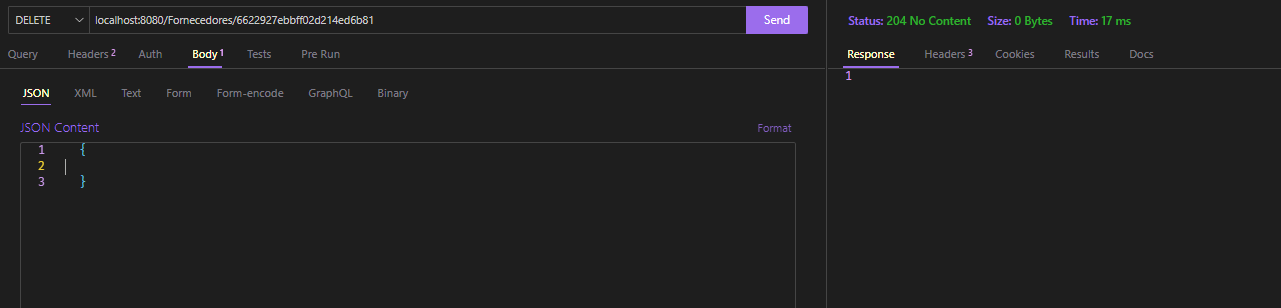 DELETE localhost:8080/Fornecedores/6622927ebbff02d214ed6b81 Send
Query Headers 2 Auth Body 1 Tests Pre Run
JSON XML Text Form Form-encode GraphQL Binary
JSON Content Format
1 {
2
3 }
Status: 204 No Content Size: 0 Bytes Time: 17 ms
Response Headers 3 Cookies Results Docs
1